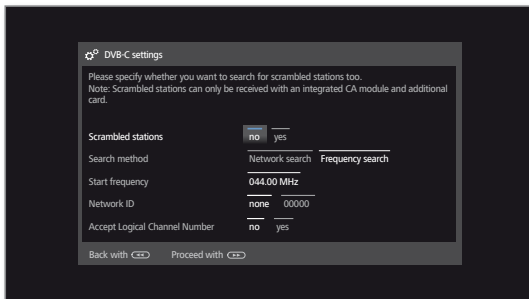 DVB-C settings
Please specify whether you want to search for scrambled stations too.
Note: Scrambled stations can only be received with an integrated CA module and additional
card.
Scrambled stations no yes
Search method Network search Frequency search
Start frequency 044.00 MHz
Network ID none 00000
Accept Logical Channel Number no yes
Back with Proceed with